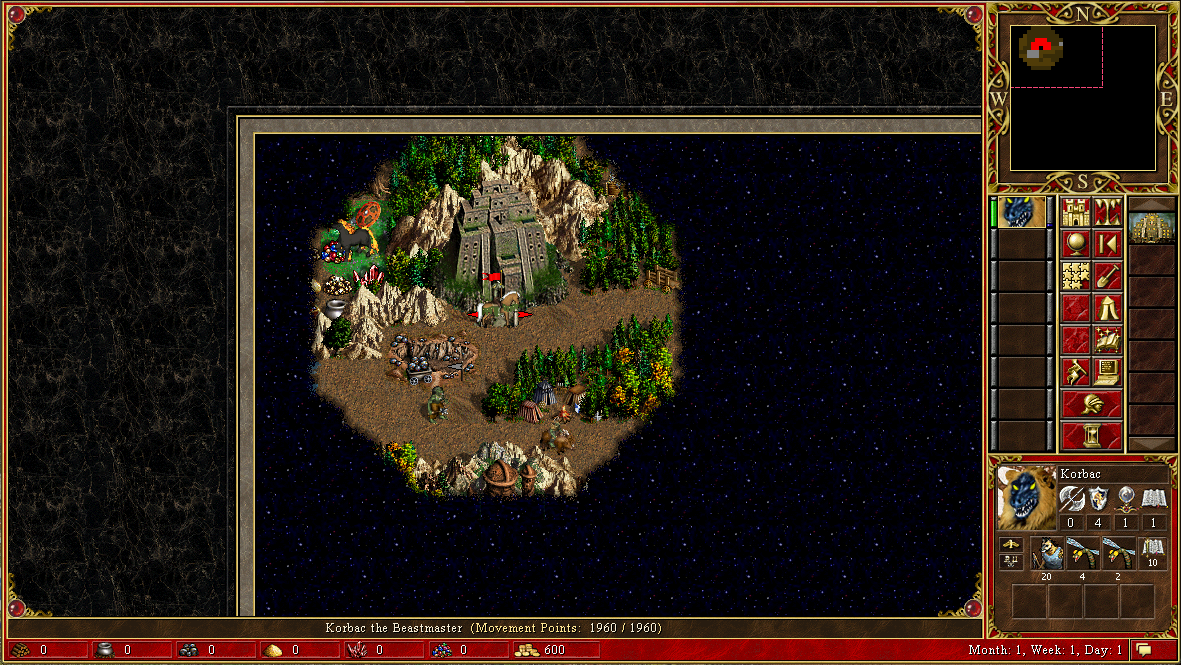 N
W
E
S
Korbac
0 4 1 1
10
20 4 2
Korbac the Beastmaster (Movement Points: 1960 / 1960)
0 0 0 0 0 0 600 Month: 1, Week: 1, Day: 1